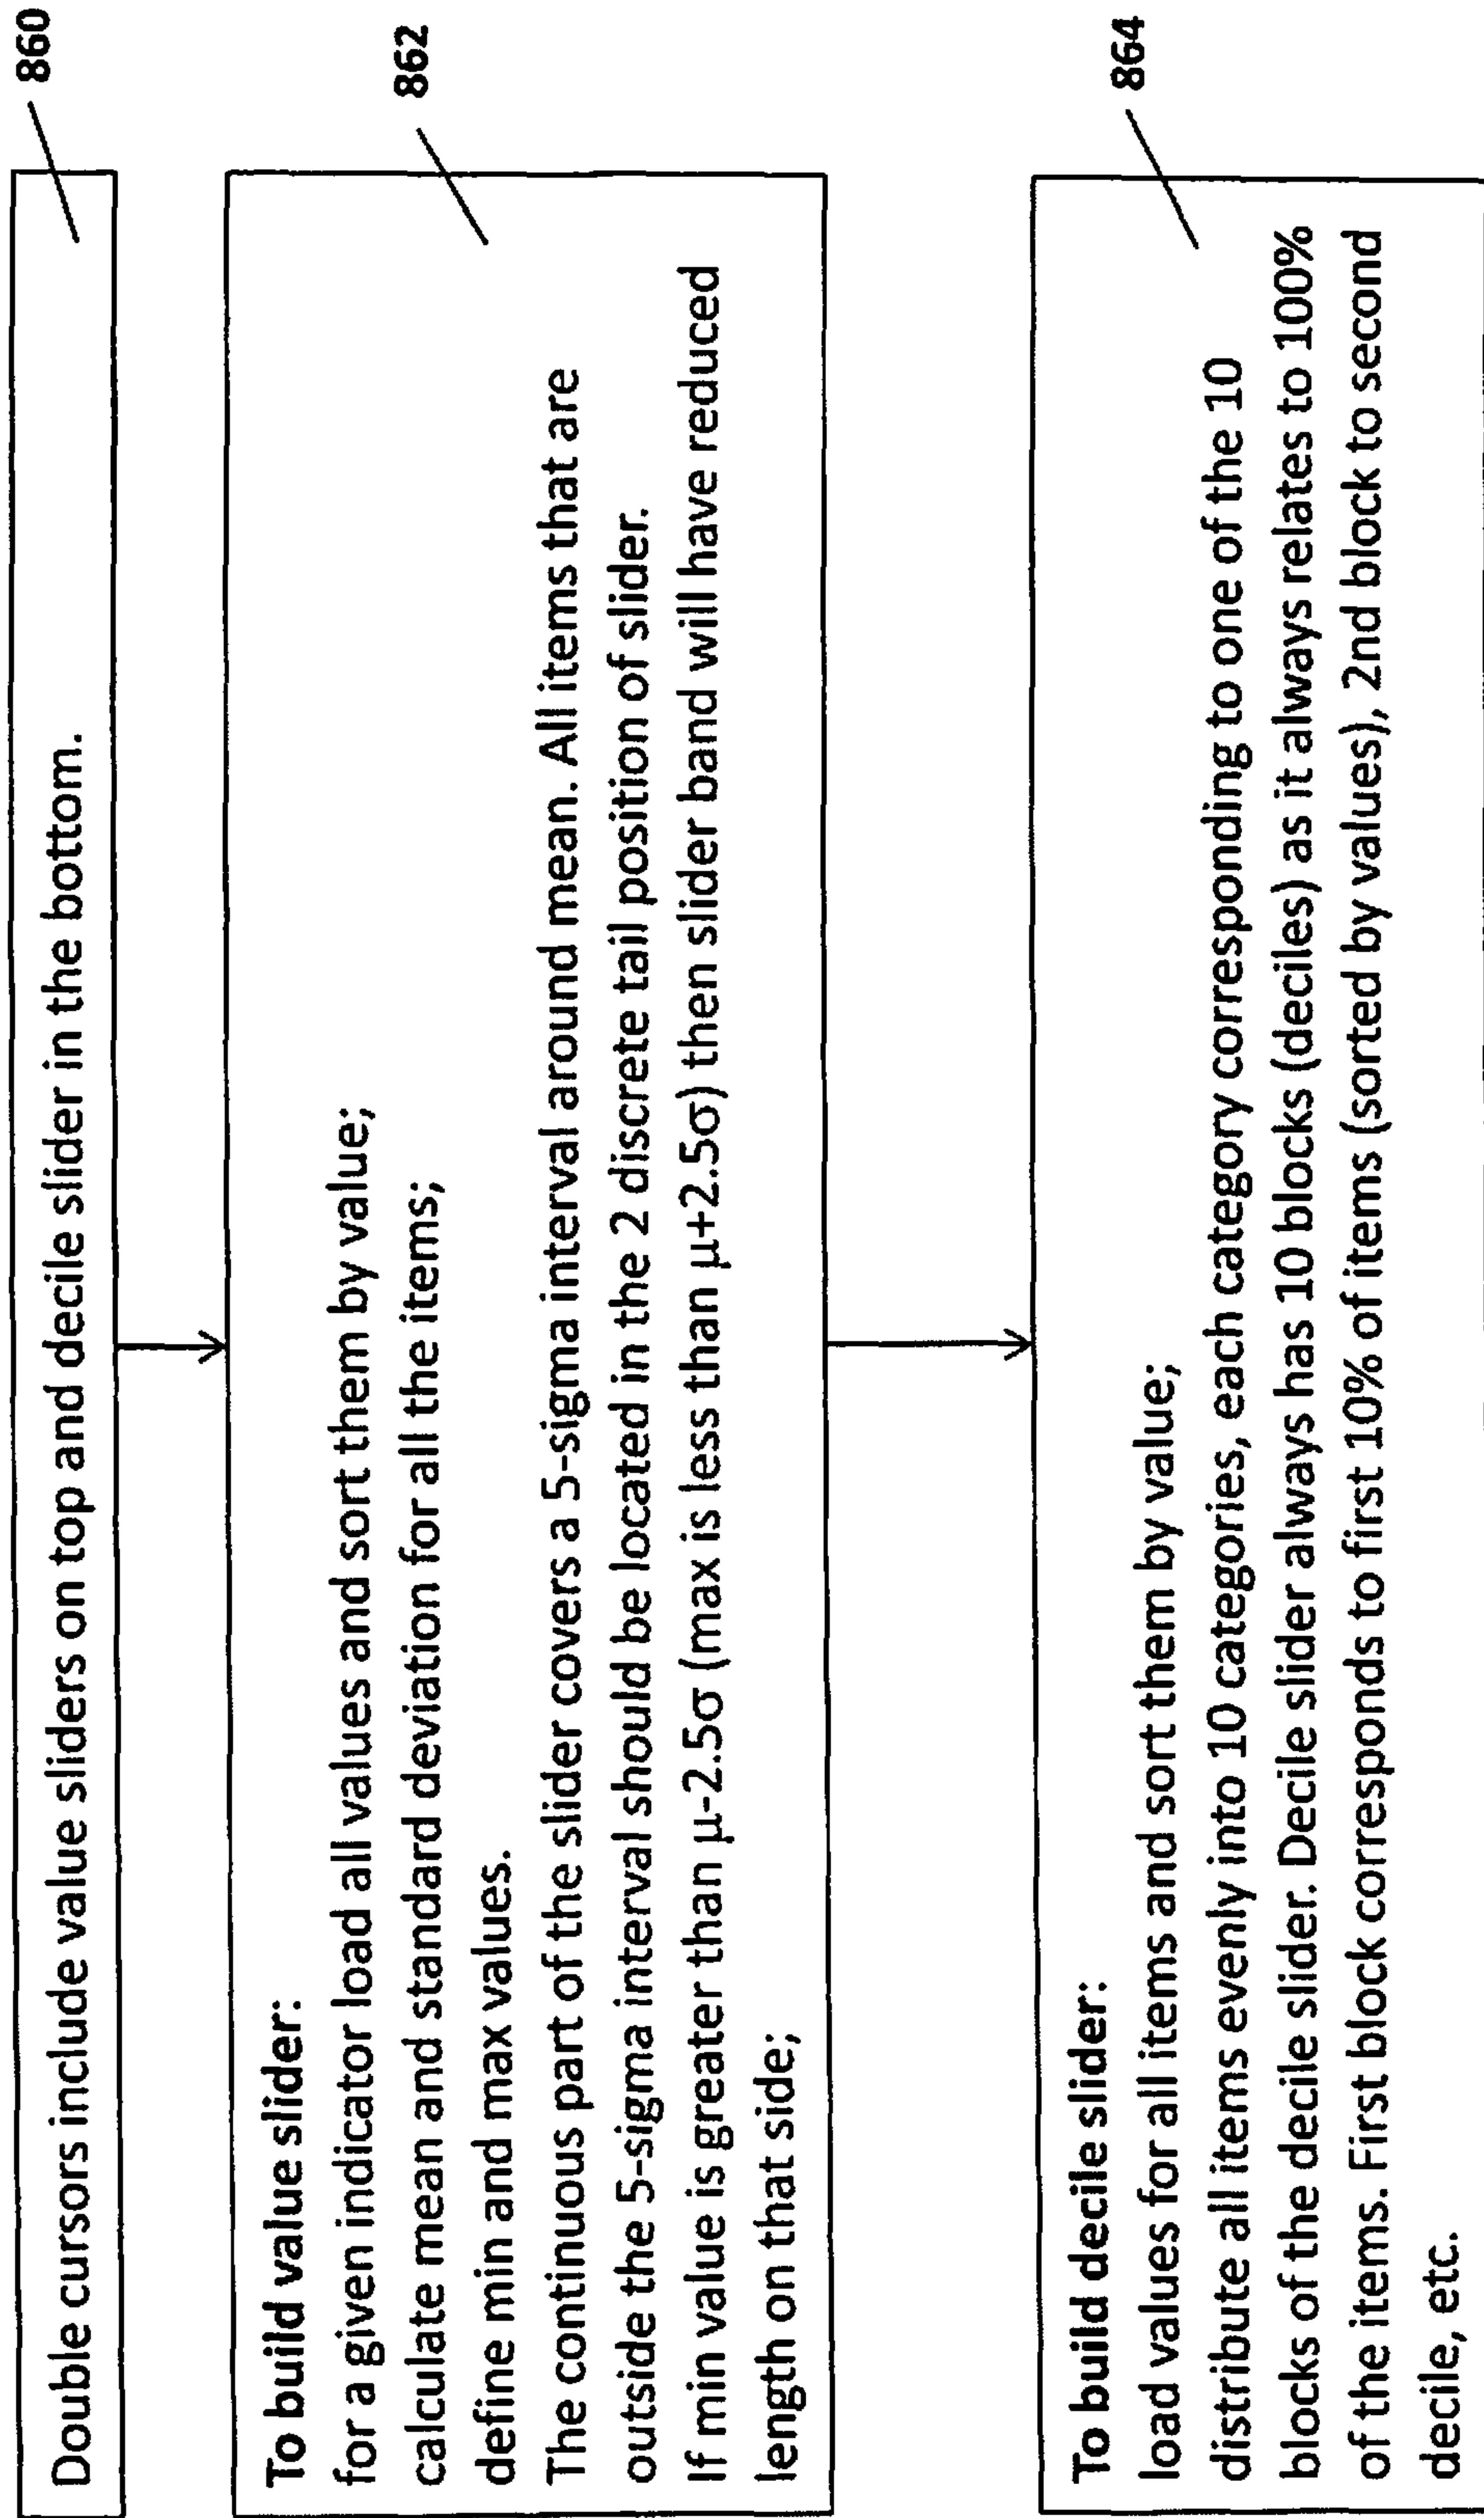 860
Double cursors include value sliders on top and decile slider in the bottom.
862
To build value slider:
for a given indicator load all values and sort them by value;
calculate mean and standard deviation for all the items;
define min and max values.
The continuous part of the slider covers a 5-sigma interval around mean. All items that are
outside the 5-sigma interval should be located in the 2 discrete tail position of slider.
If min value is greater than μ-2.5σ (max is less than μ+2.5σ) then slider band will have reduced
length on that side;
864
To build decile slider:
load values for all items and sort them by value;
distribute all items evenly into 10 categories, each category corresponding to one of the 10
blocks of the decile slider. Decile slider always has 10 blocks (deciles) as it always relates to 100%
of the items. First block corresponds to first 10% of items (sorted by values), 2nd block to second
decile, etc.